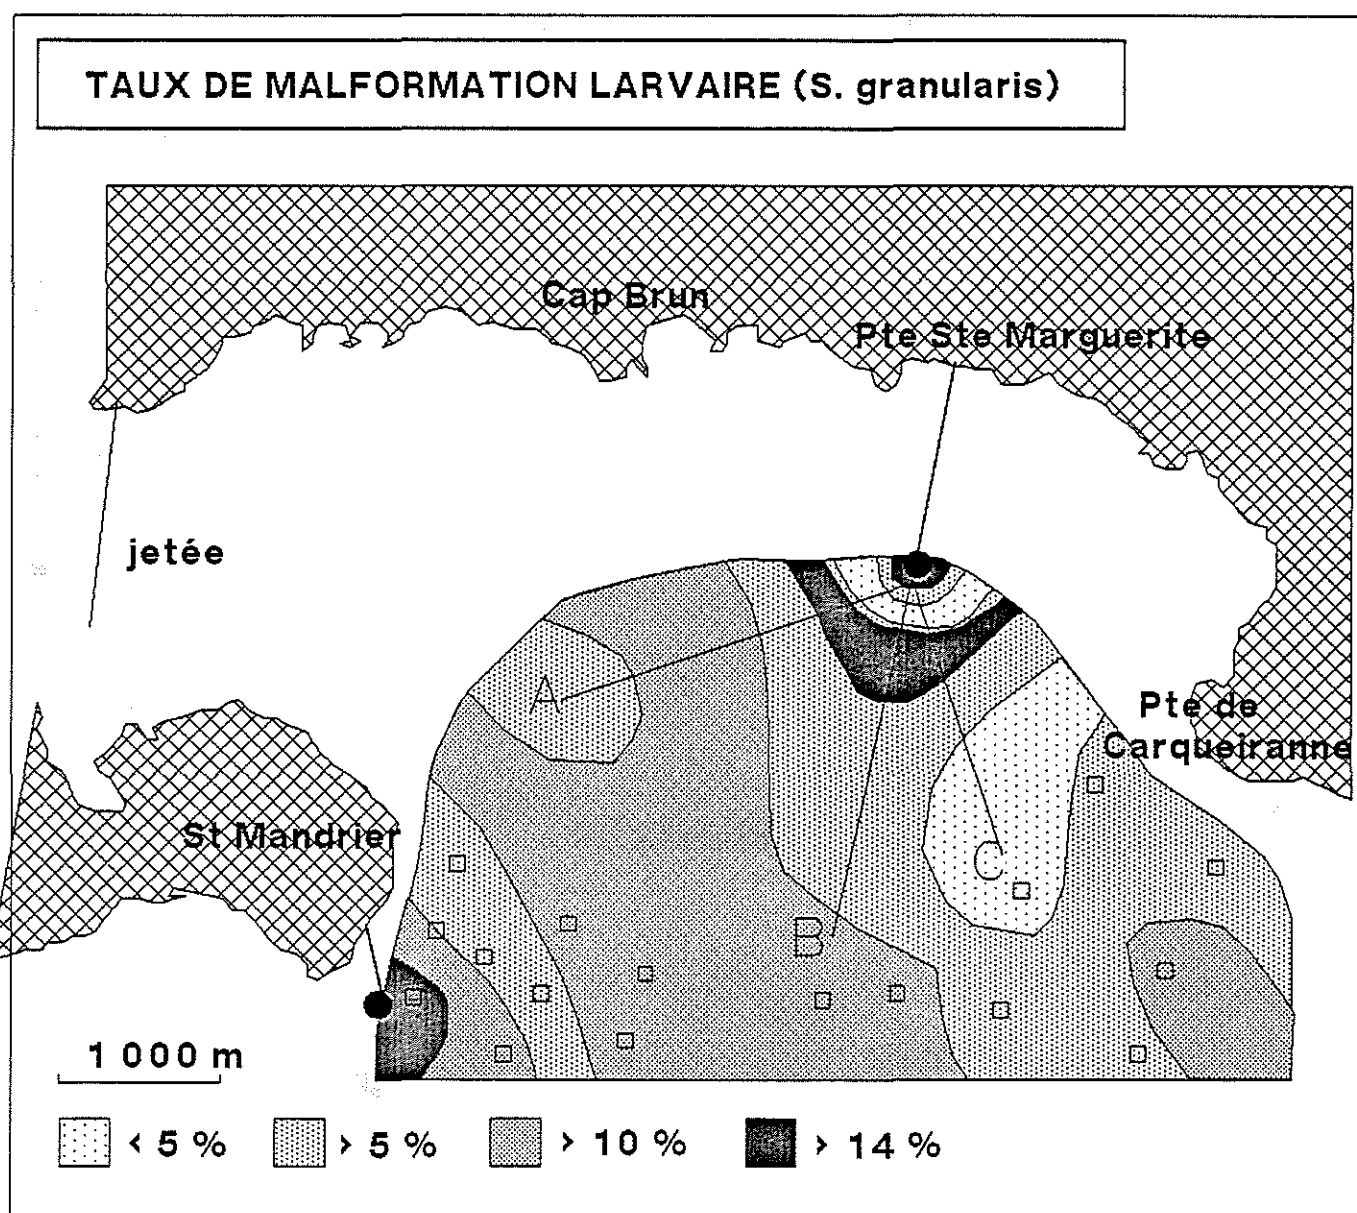 TAUX DE MALFORMATION LARVAIRE (S. granularis)
Cap Brun
Pte Ste Marguerite
jetée
A
Pte de
Carqueiranne
St Mandrier
C
B
1 000 m
< 5 %
> 5 %
> 10 %
> 14 %